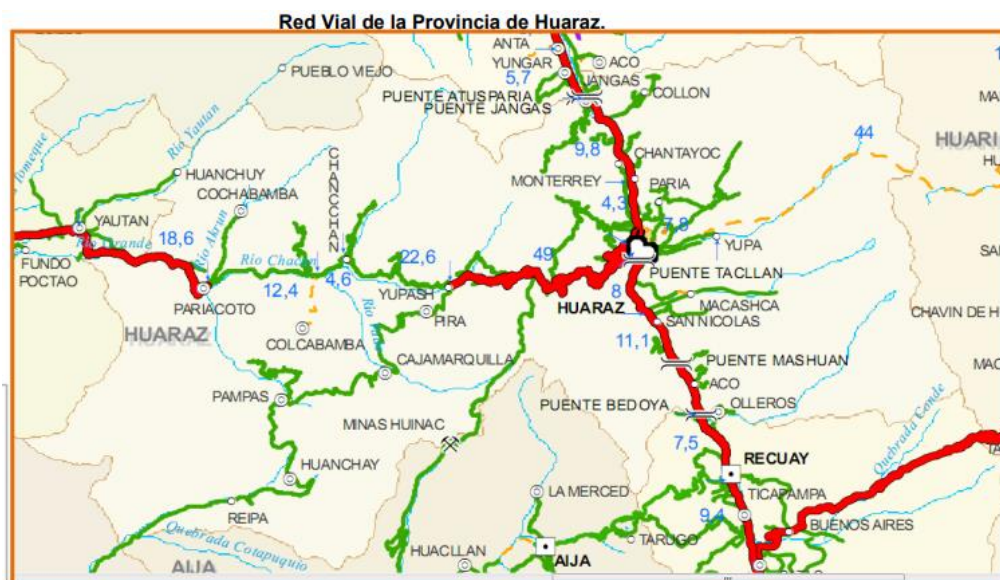 Red Vial de la Provincia de Huaraz.
ANTA
YUNGAR
ACO
5,7
JANGAS
PUEBLO VIEJO
PUENTE ATUSPARIA
PUENTE JANGAS
COLLON
44
HUARI
Río Yautan
9,8
CHANTAYOC
MONTERREY
PARIA
HUANCHUY
COCHABAMBA
CHANCCHAN
4,3
7,8
YAUTAN
Río Grande
18,6
Río Akrun
Río Chacan
22,6
49
YUPA
FUNDO
POCTAO
12,4
4,6
YUPASH
PUENTE TACLLAN
8
PARIACOTO
MACASHCA
HUARAZ
SAN NICOLAS
CHAVIN DE H
PIRA
HUARAZ
COLCABAMBA
11,1
CAJAMARQUILLA
PUENTE MASHUAN
ACO
PAMPAS
PUENTE BEDOYA
OLLEROS
MINAS HUINAC
7,5
Quebrada Conde
HUANCHAY
RECUAY
LA MERCED
TICAPAMPA
REIPA
9,4
BUENOS AIRES
Quebrada Cotapuquio
TARUGO
HUACLLAN
AIJA
AIJA